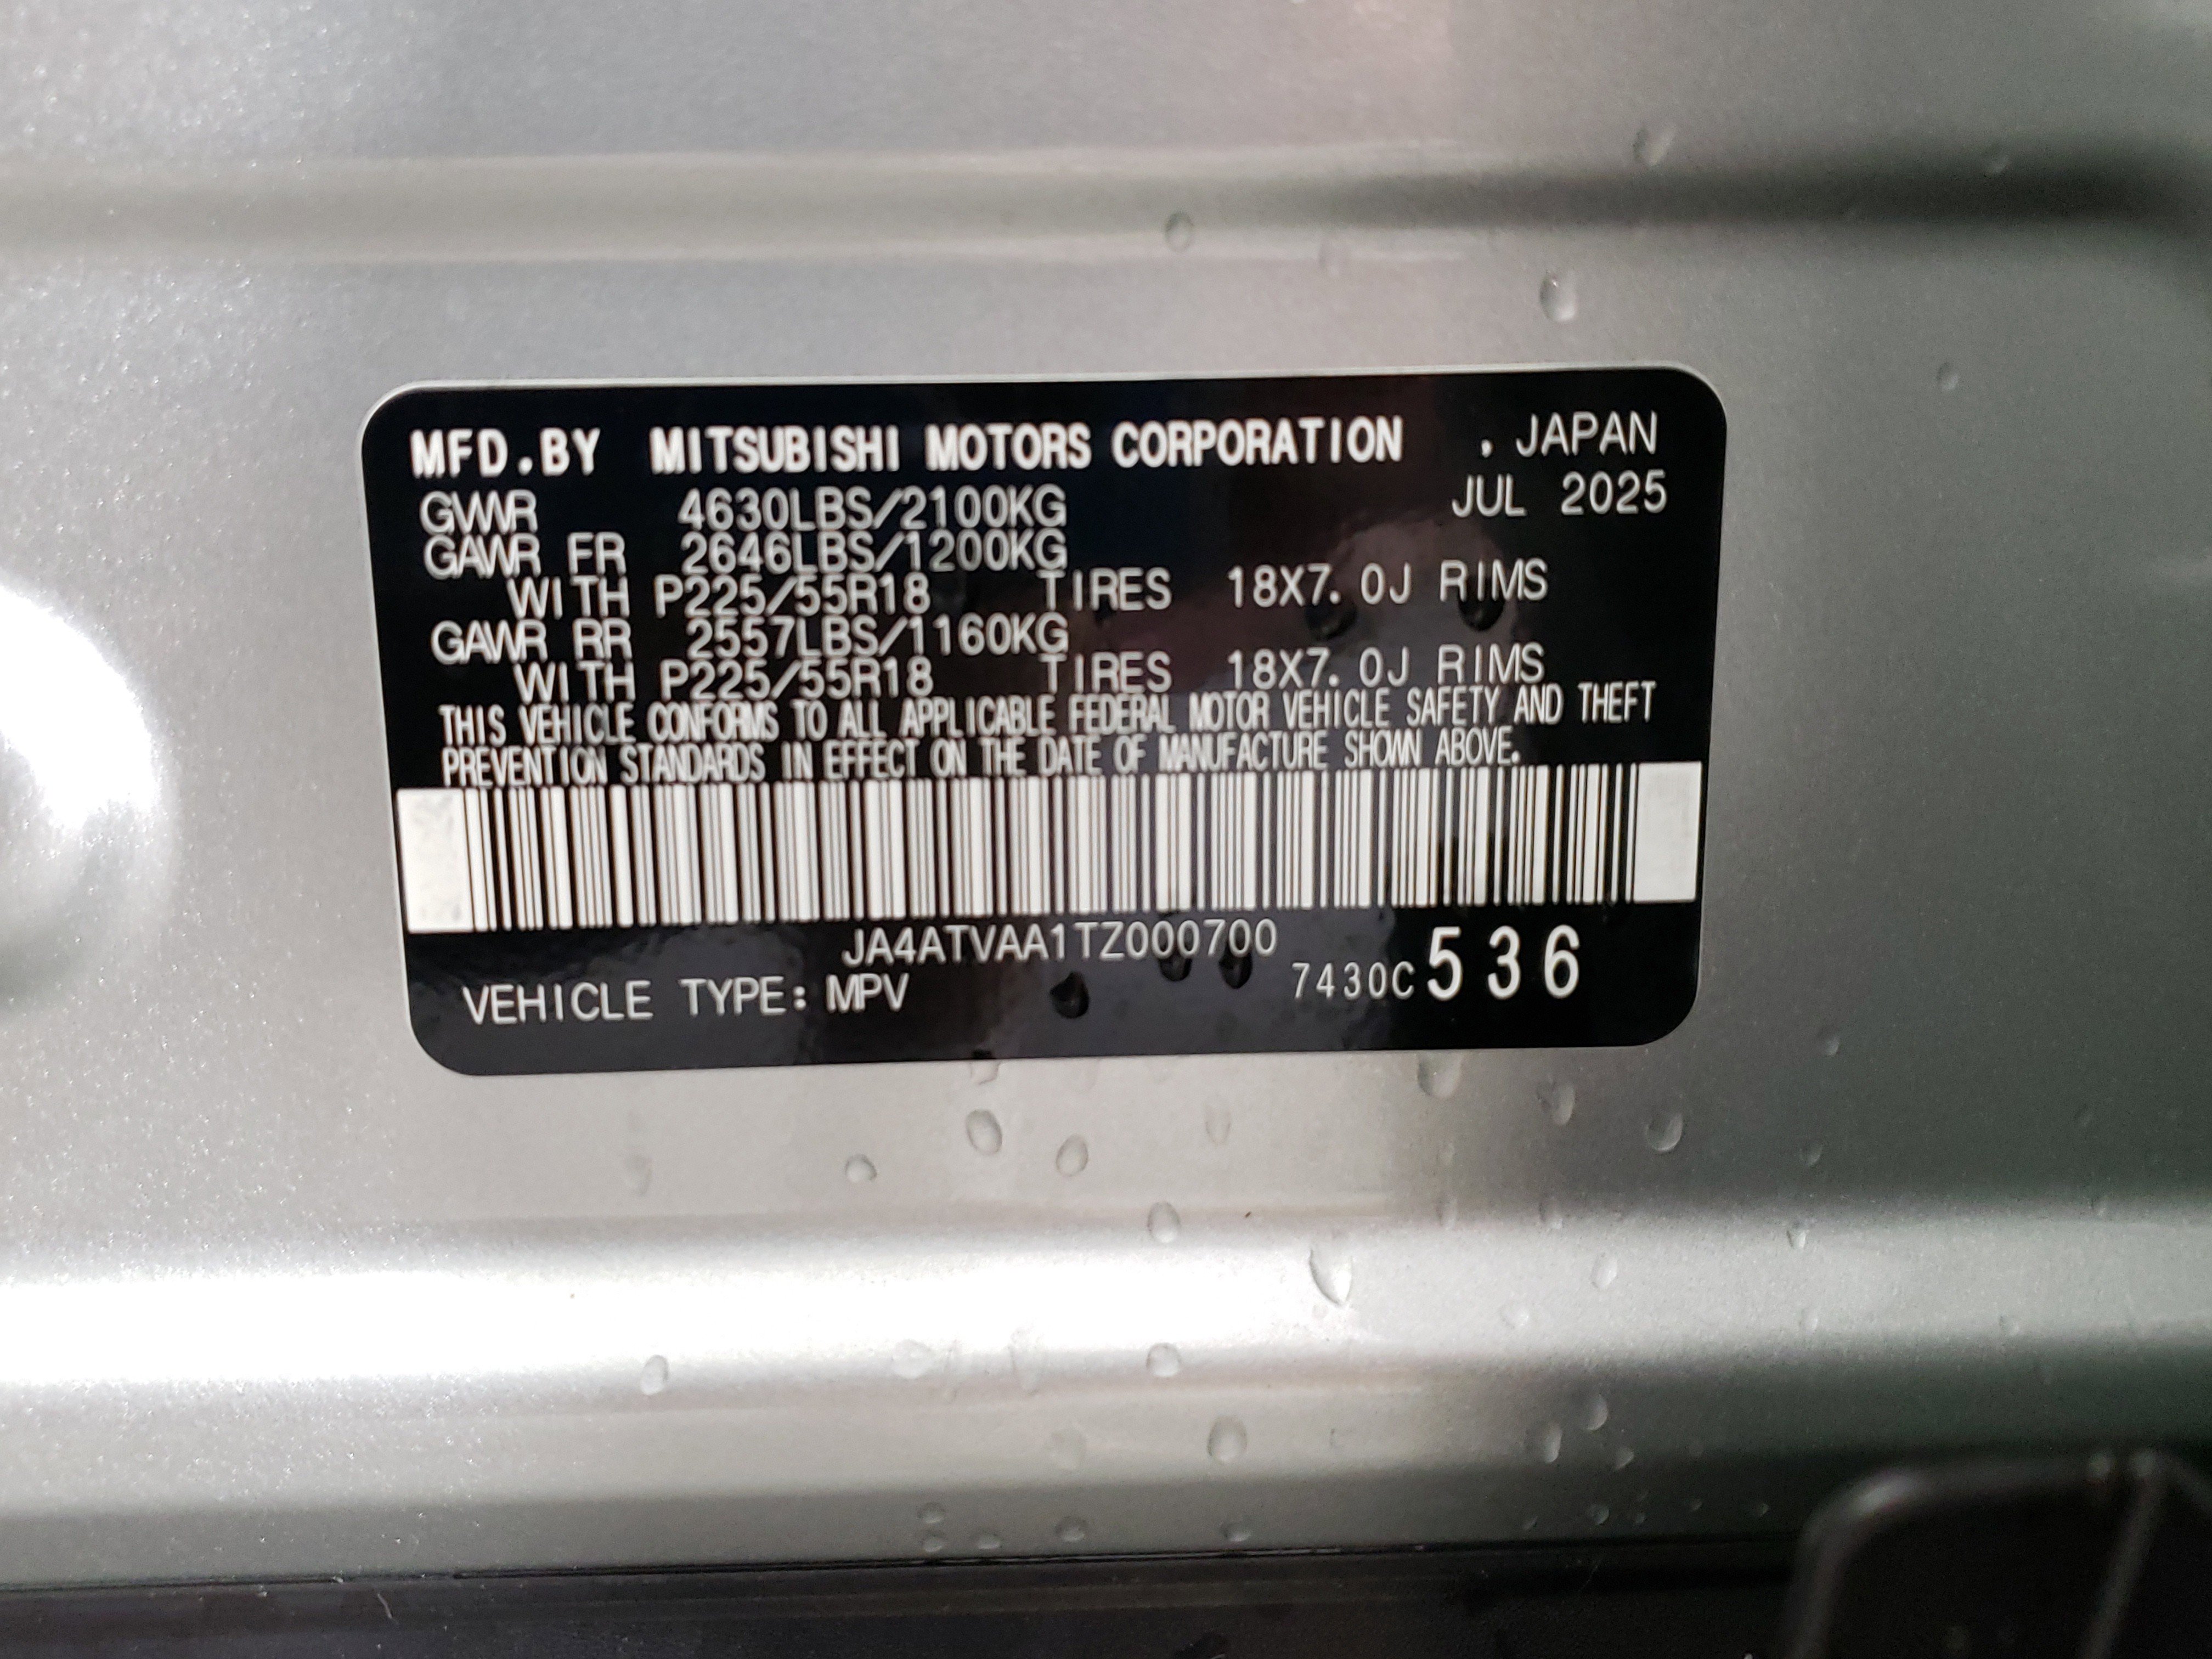 MFD.BY MITSUBISHI MOTORS CORPORATION . JAPAN
GVWR 4630LBS/2100KG JUL 2025
GAWR FR 2646LBS/1200KG
WITH P225/55R18 TIRES 18X7.0J RIMS
GAWR RR 2557LBS/1160KG
WITH P225/55R18 TIRES 18X7.0J RIMS
THIS VEHICLE CONFORMS TO ALL APPLICABLE FEDERAL MOTOR VEHICLE SAFETY AND THEFT
PREVENTION STANDARDS IN EFFECT ON THE DATE OF MANUFACTURE SHOWN ABOVE.
JA4ATVAA1TZ000700
VEHICLE TYPE: MPV 7430C 536